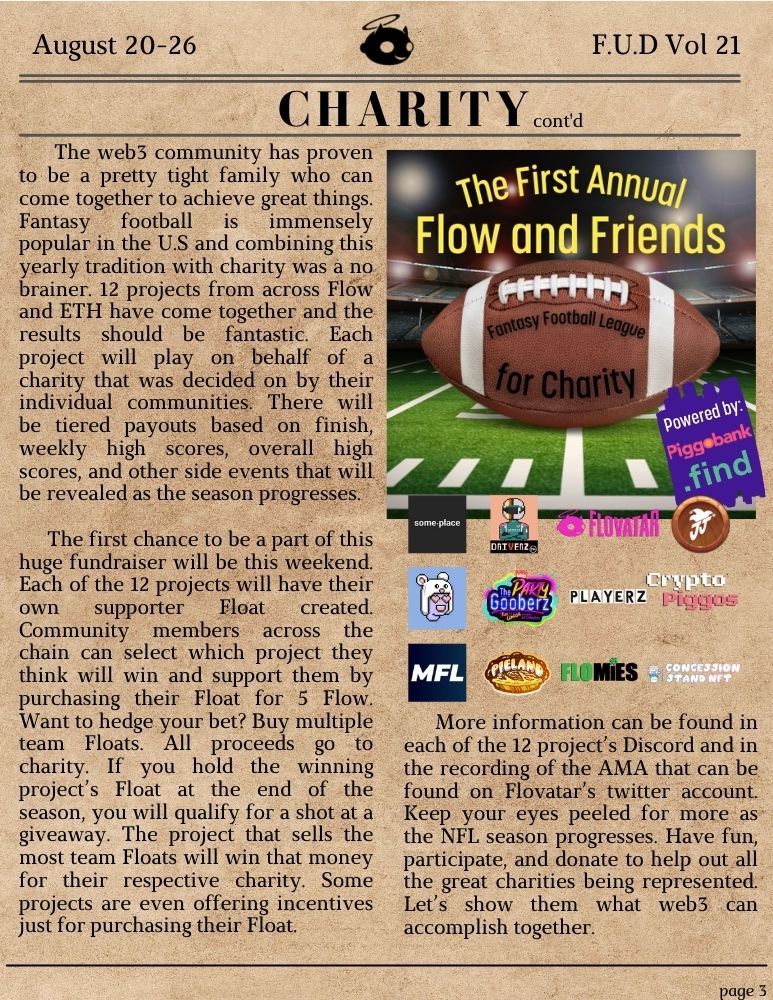 August 20-26
F.U.D Vol 21
CHARITY cont'd
The web3 community has proven
to be a pretty tight family who can
come together to achieve great things.
Fantasy football is immensely
popular in the U.S and combining this
yearly tradition with charity was a no
brainer. 12 projects from across Flow
and ETH have come together and the
results should be fantastic. Each
project will play on behalf of a
charity that was decided on by their
individual communities. There will
be tiered payouts based on finish,
weekly high scores, overall high
scores, and other side events that will
be revealed as the season progresses.
The first chance to be a part of this
huge fundraiser will be this weekend.
Each of the 12 projects will have their
own supporter Float created.
Community members across the
chain can select which project they
think will win and support them by
purchasing their Float for 5 Flow.
Want to hedge your bet? Buy multiple
team Floats. All proceeds go to
charity. If you hold the winning
project's Float at the end of the
season, you will qualify for a shot at a
giveaway. The project that sells the
most team Floats will win that money
for their respective charity. Some
projects are even offering incentives
just for purchasing their Float.
The First Annual
Flow and Friends
Fantasy Football League
for Charity
Powered by:
Piggobank
.find
some-place
DRIVERZ
FLOVATAR
JJ
The PARTY
Gooberz
PLAYERZ
Crypto
Piggos
MFL
PIELAND
FLOMIES
CONCESSION
STAND NFT
More information can be found in
each of the 12 project's Discord and in
the recording of the AMA that can be
found on Flovatar's twitter account.
Keep your eyes peeled for more as
the NFL season progresses. Have fun,
participate, and donate to help out all
the great charities being represented.
Let's show them what web3 can
accomplish together.
page 3